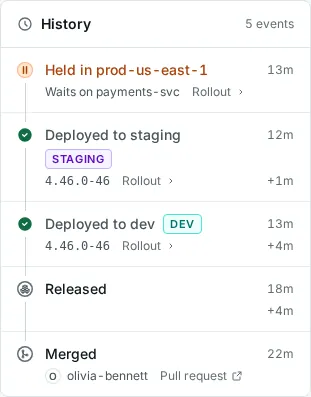 History 5 events
Held in prod-us-east-1 13m
Waits on payments-svc Rollout
Deployed to staging 12m
STAGING
4.46.0-46 Rollout +1m
Deployed to dev DEV 13m
4.46.0-46 Rollout +4m
Released 18m
+4m
Merged 22m
O olivia-bennett Pull request